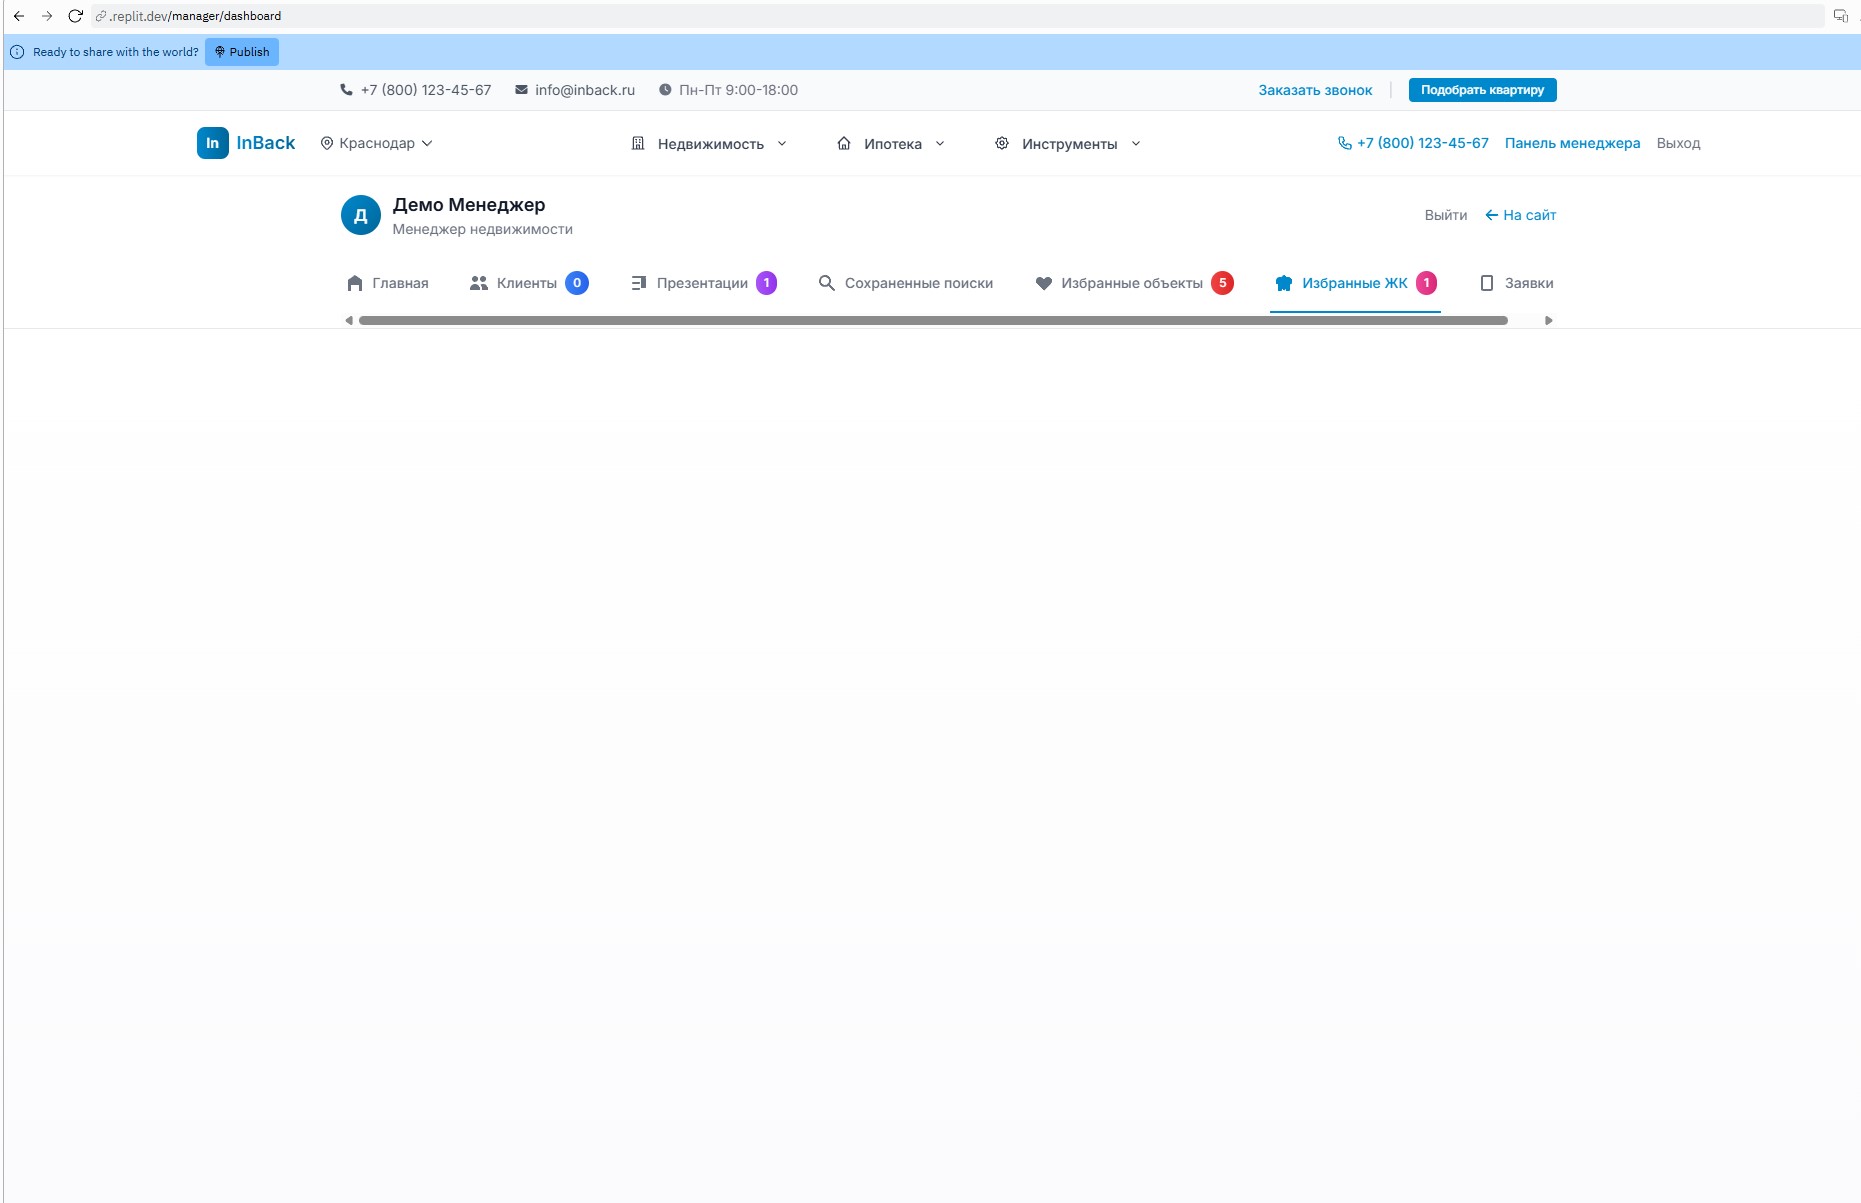 .replit.dev/manager/dashboard
Ready to share with the world? Publish
+7 (800) 123-45-67 info@inback.ru Пн-Пт 9:00-18:00 Заказать звонок Подобрать квартиру
In InBack Краснодар Недвижимость Ипотека Инструменты +7 (800) 123-45-67 Панель менеджера Выход
Д Демо Менеджер
Менеджер недвижимости
Выйти На сайт
Главная Клиенты 0 Презентации 1 Сохраненные поиски Избранные объекты 5 Избранные ЖК 1 Заявки